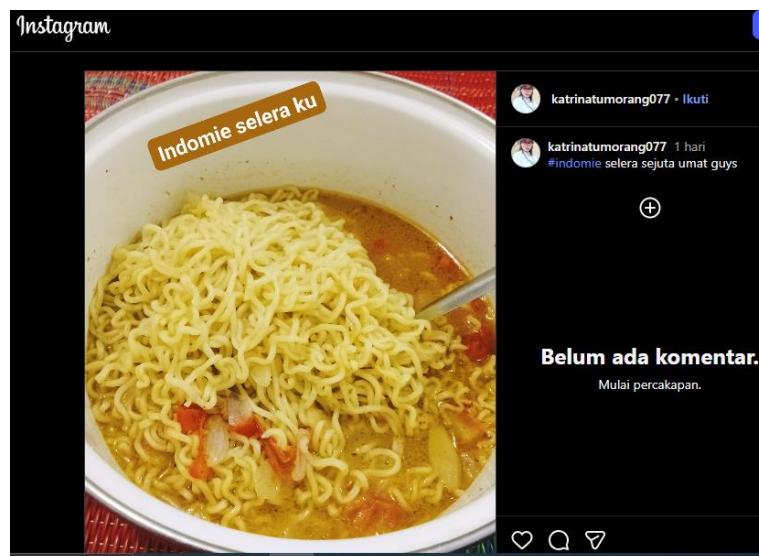 Instagram
Indomie selera ku
katrinatumorang077 • Ikuti
katrinatumorang077 1 hari
#indomie selera sejuta umat guys
Belum ada komentar.
Mulai percakapan.